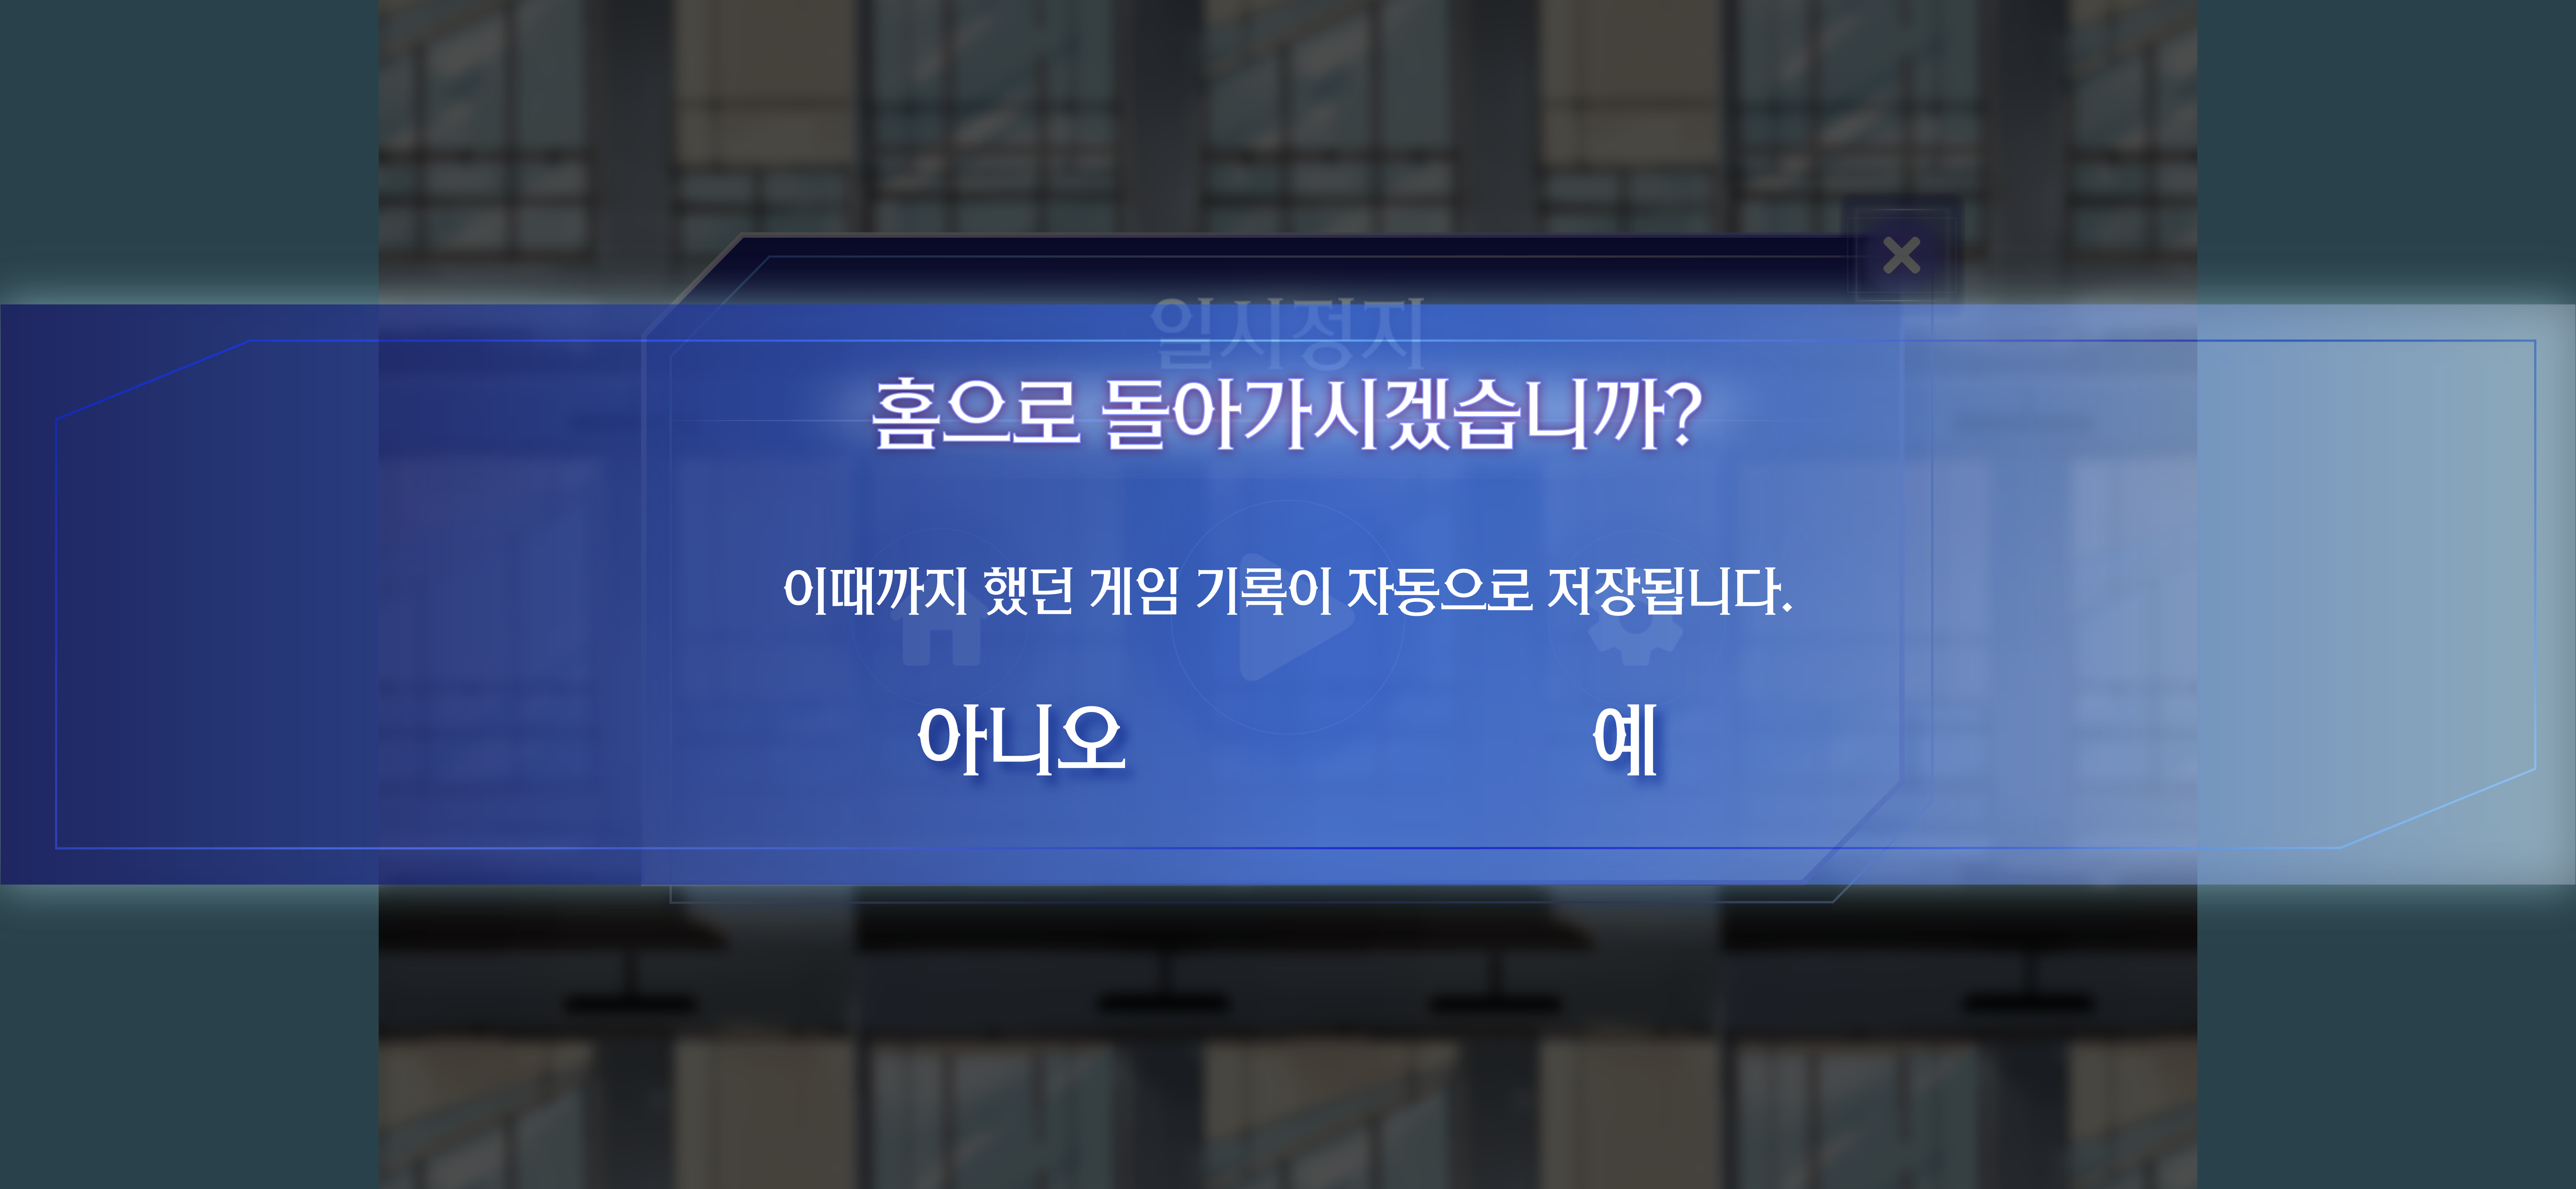 일시정지
홈으로 돌아가시겠습니까?
이때까지 했던 게임 기록이 자동으로 저장됩니다.
아니오 예